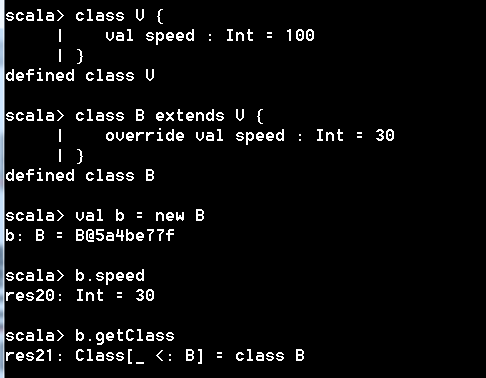 scala> class V {
     |    val speed : Int = 100
     | }
defined class V
scala> class B extends V {
     |    override val speed : Int = 30
     | }
defined class B
scala> val b = new B
b: B = B@5a4be77f
scala> b.speed
res20: Int = 30
scala> b.getClass
res21: Class[_ <: B] = class B